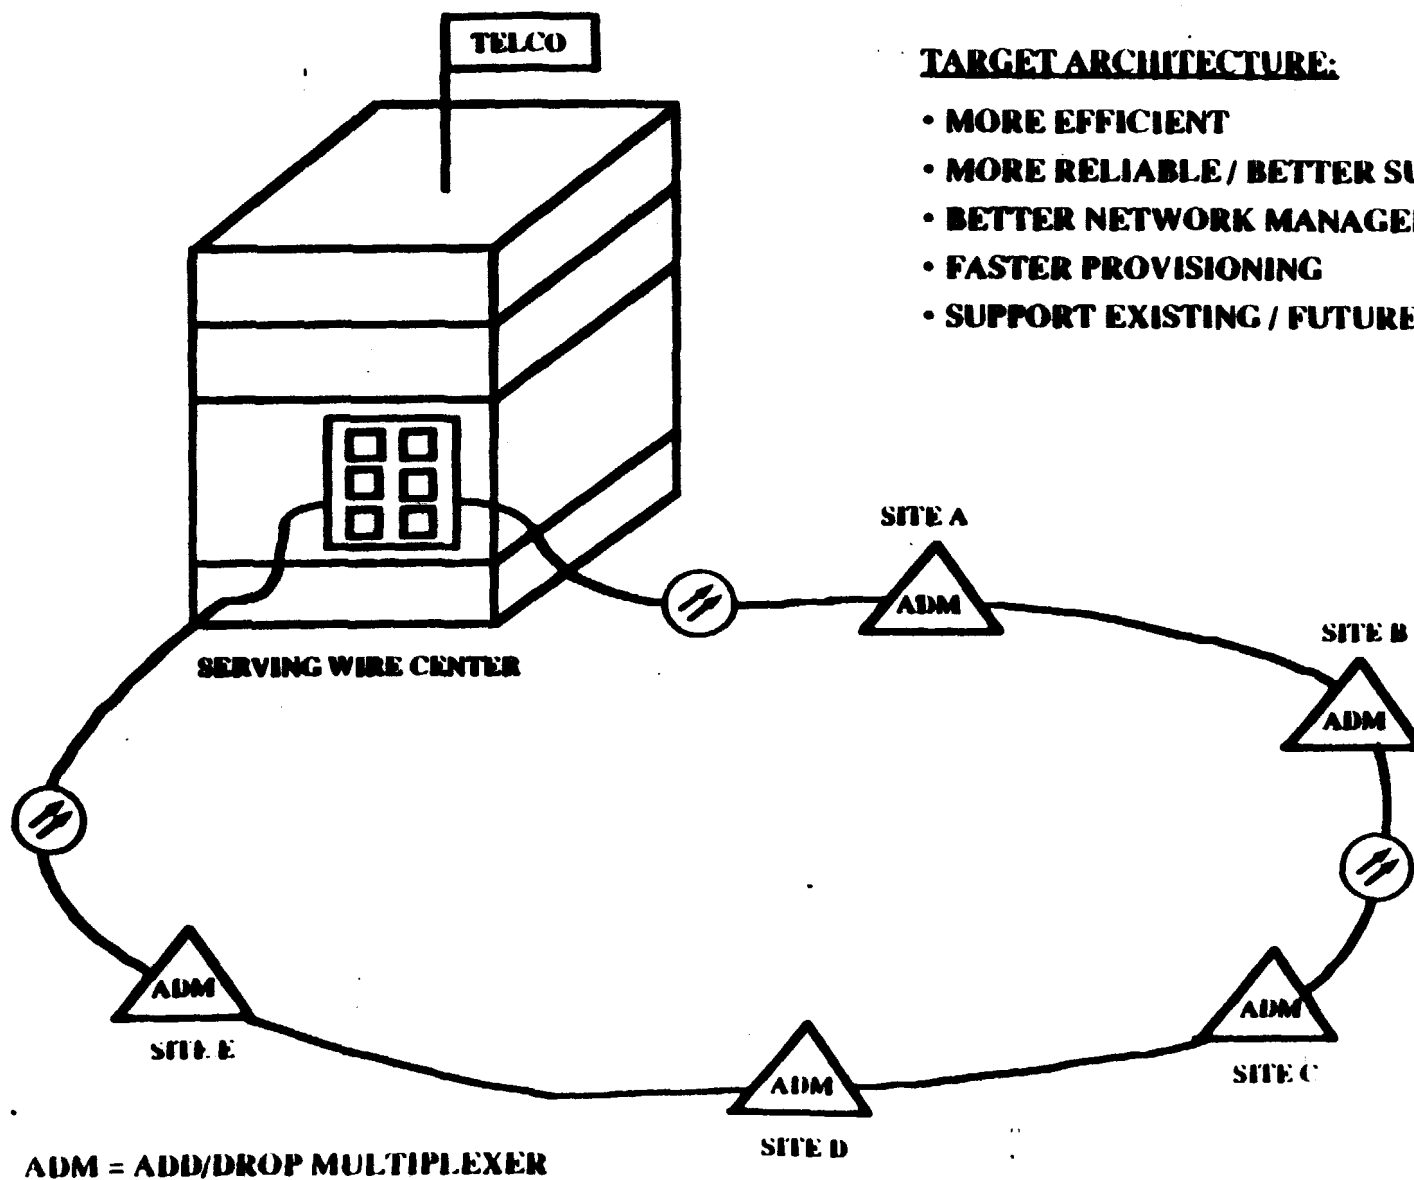 TELCO
TARGET ARCHITECTURE:
• MORE EFFICIENT
• MORE RELIABLE / BETTER
• BETTER NETWORK
• FASTER PROVISIONING
• SUPPORT EXISTING / FUTURE
SITE A
ADM
SITE B
ADM
SERVING WIRE CENTER
ADM
SITE E
ADM
SITE C
ADM
SITE D
ADM = ADD/DROP MULTIPLEXER